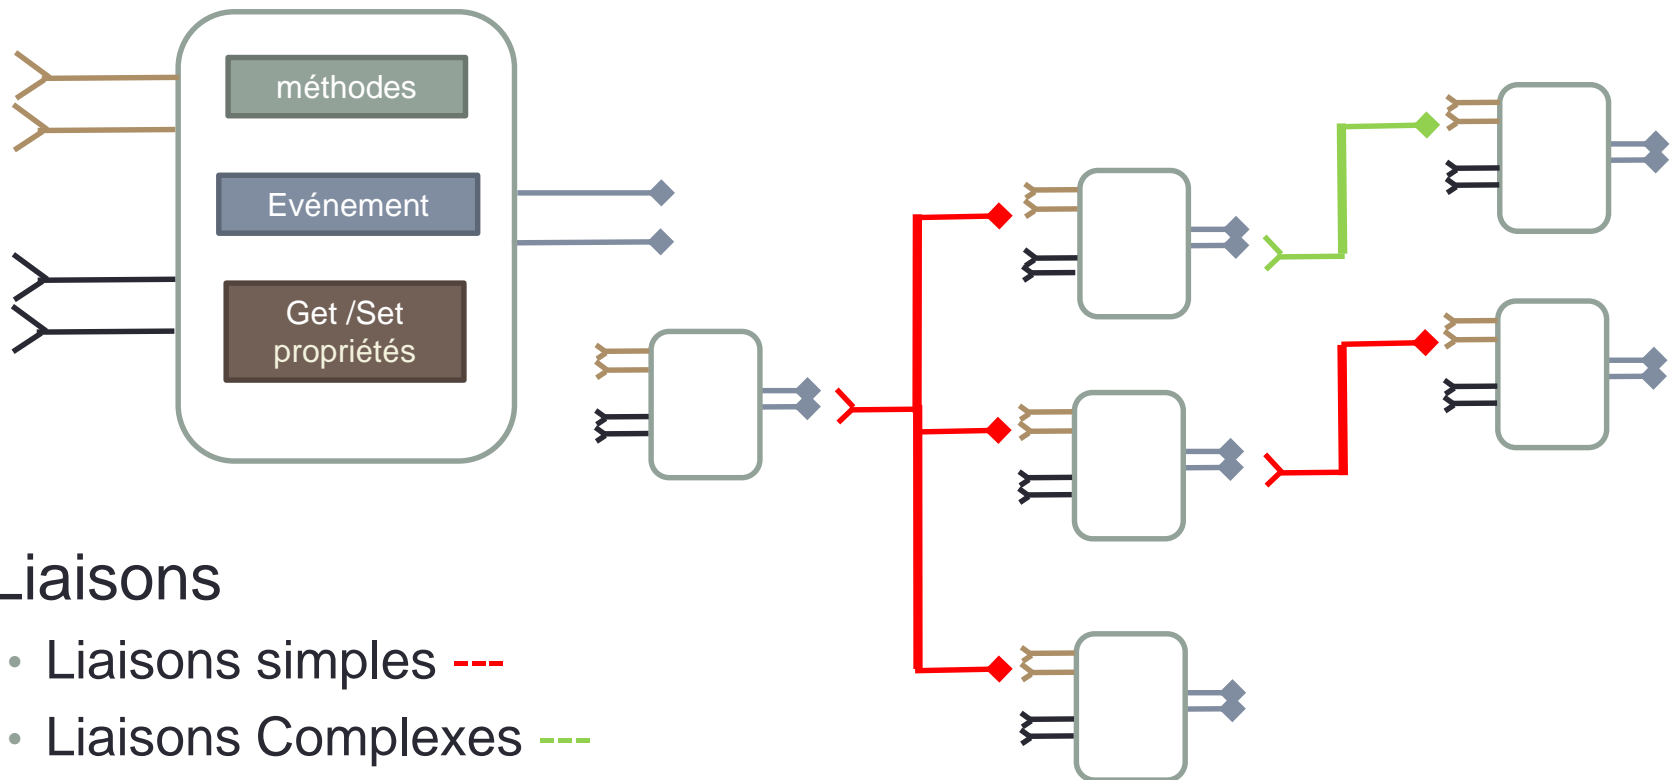 méthodes
Evénement
Get /Set
propriétés
Liaisons
• Liaisons simples ---
• Liaisons Complexes ---